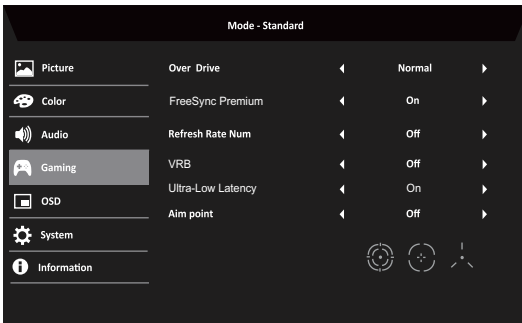 Mode - Standard
Picture
Color
Audio
Gaming
OSD
System
Information
Over Drive Normal
FreeSync Premium On
Refresh Rate Num Off
VRB Off
Ultra-Low Latency On
Aim point Off